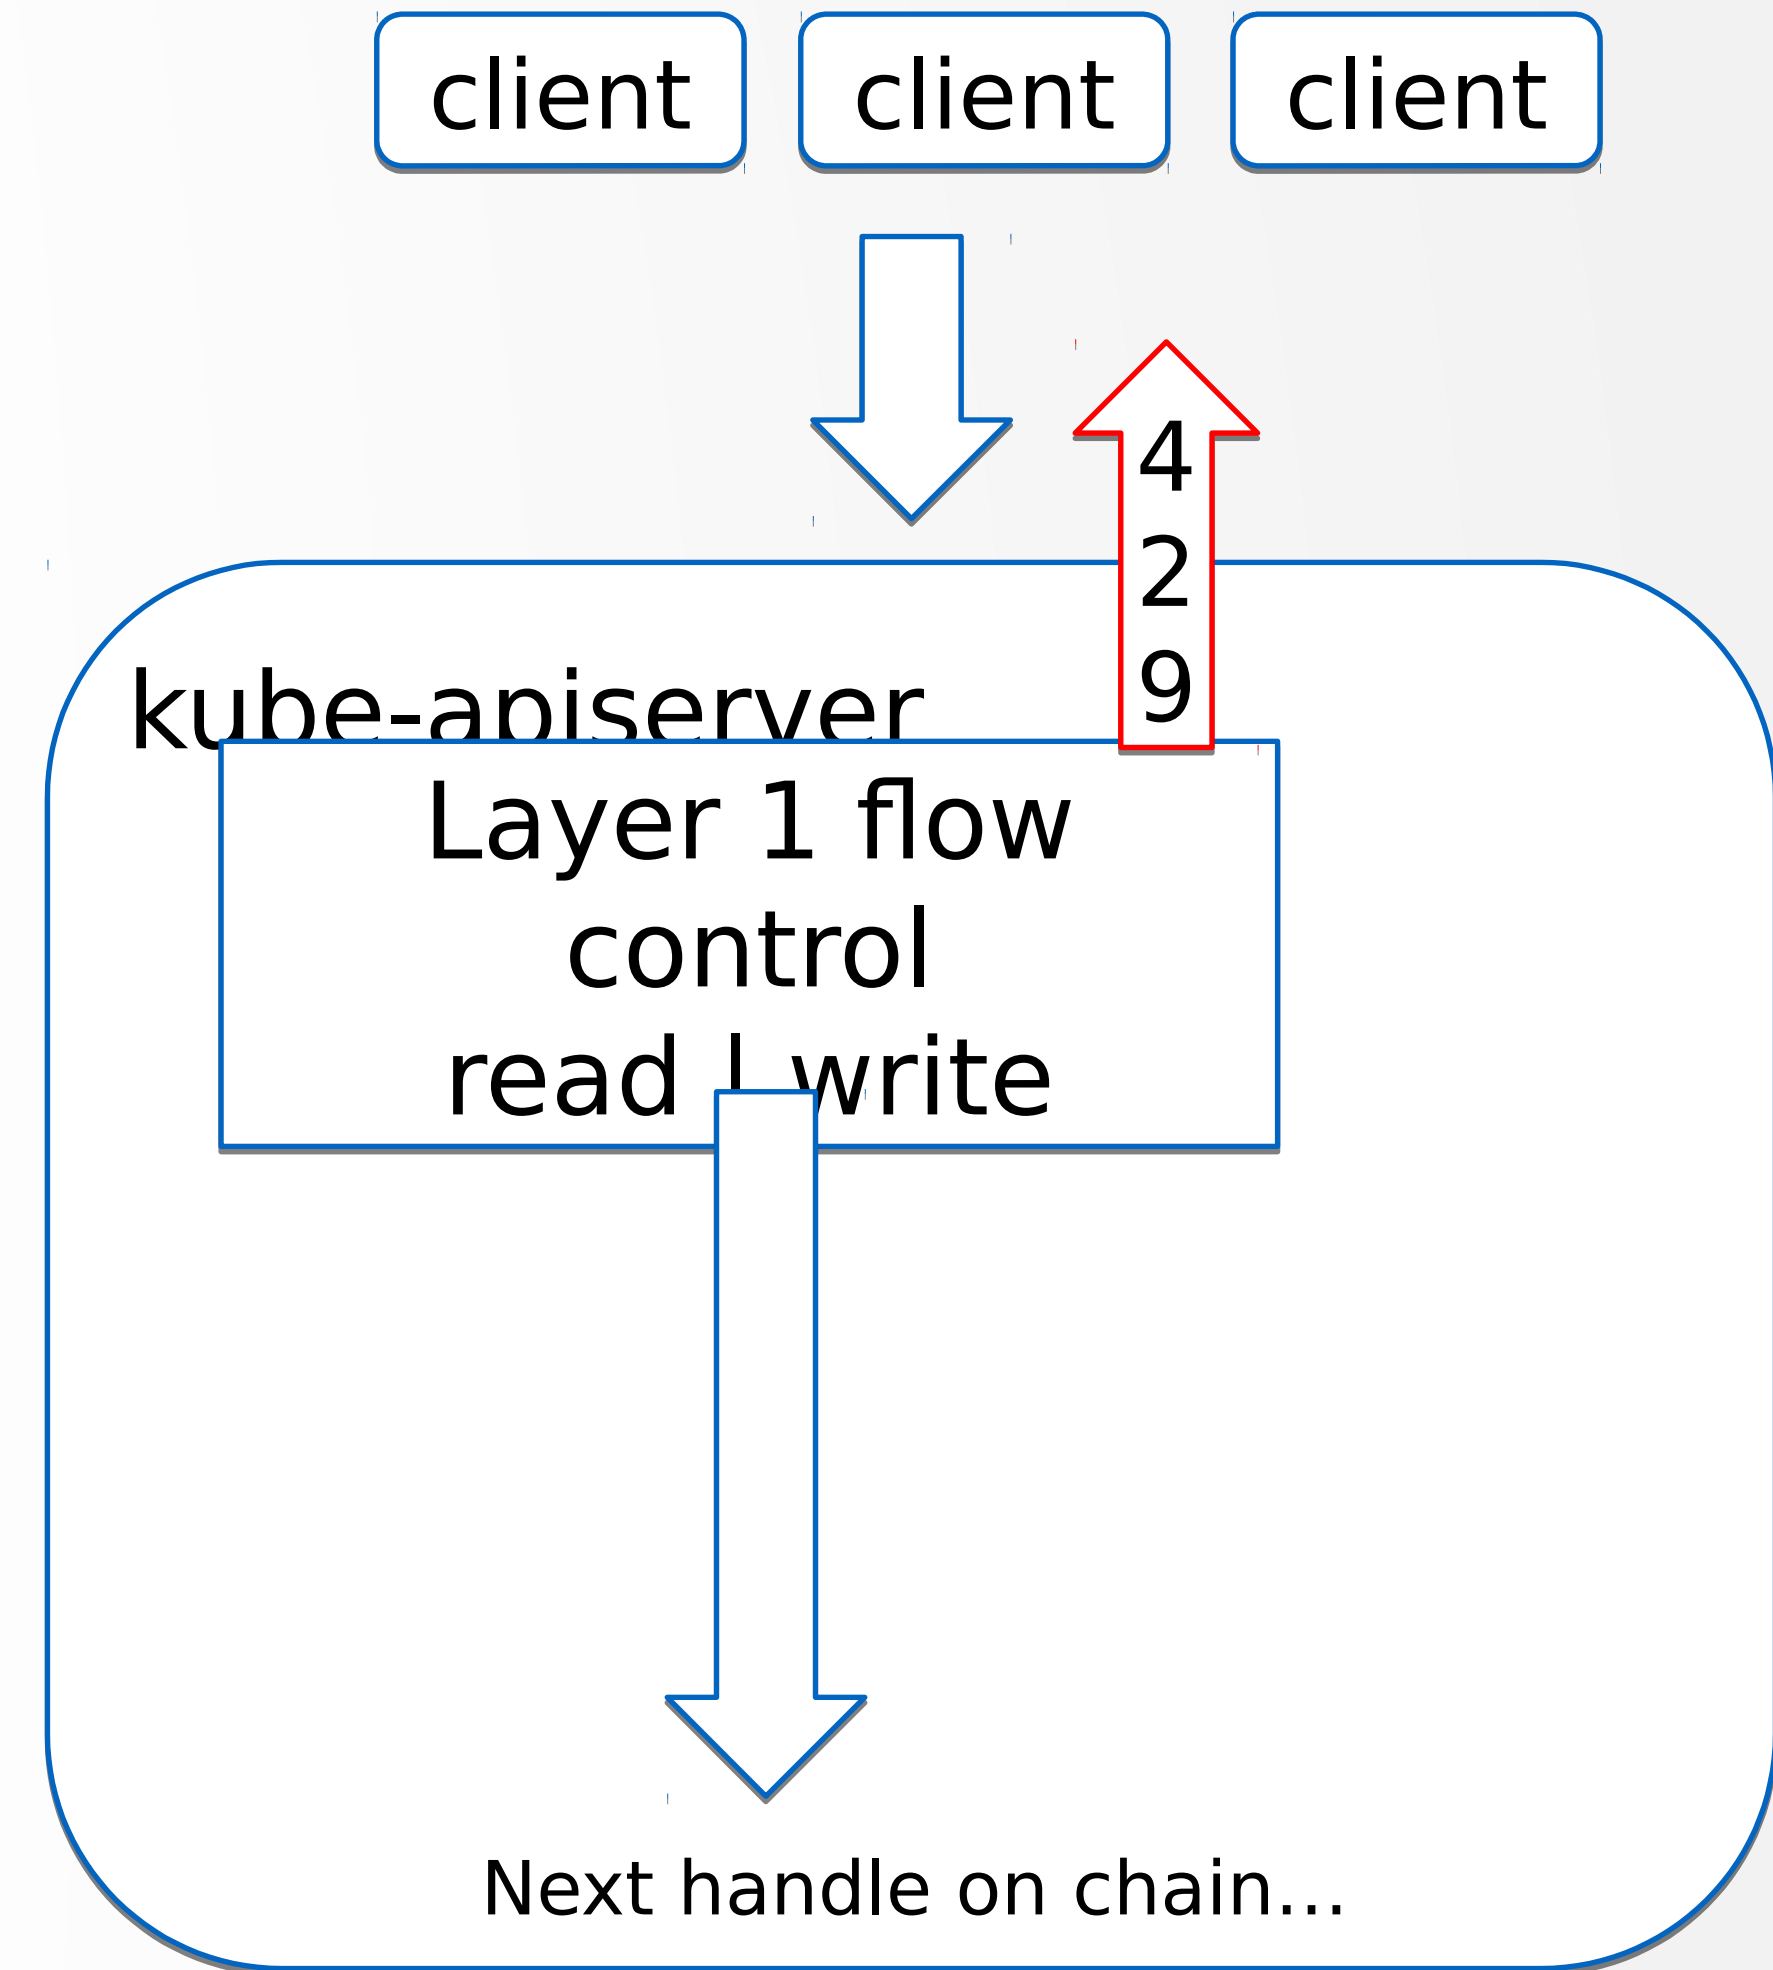 client
client
client
4
2
9
kube-apiserver
Layer 1 flow
control
read | write
Next handle on chain...